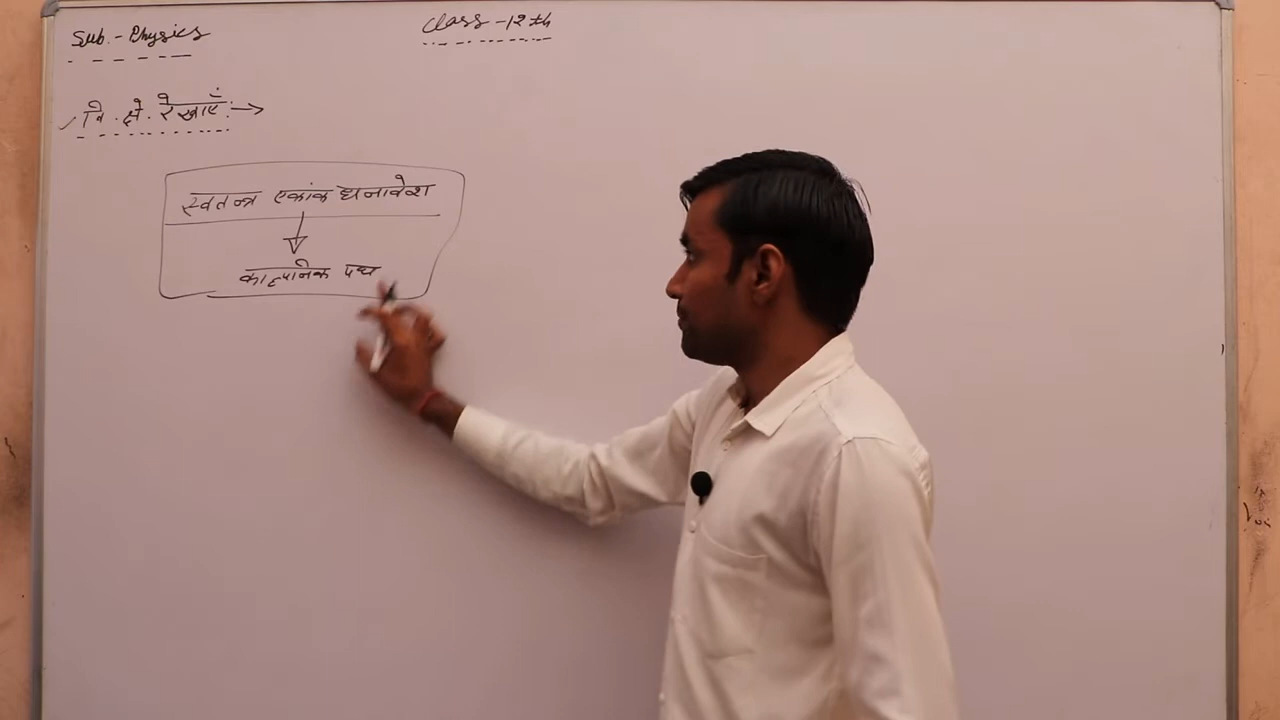 Sub.- Physics
Class -12th
वि. क्षे. रेखाएं :→
स्वतन्त्र एकांक धनावेश
काल्पनिक पथ